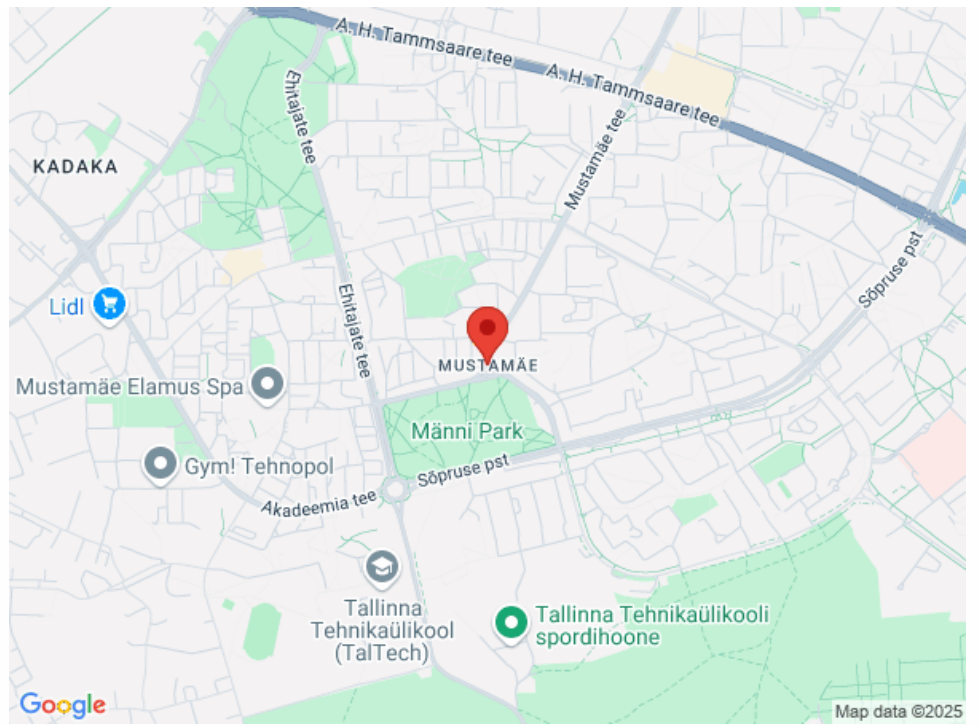 A. H. Tammsaare tee
A. H. Tammsaare tee
Ehitajate tee
Mustamäe tee
KADAKA
Sõpruse pst
Lidl
Ehitajate tee
MUSTAMÄE
Mustamäe Elamus Spa
Männi Park
Gym! Tehnopol
Sõpruse pst
Akadeemia tee
Tallinna
Tehnikaülikool
(TalTech)
Tallinna Tehnikaülikooli
spordihoone
Google
Map data ©2025